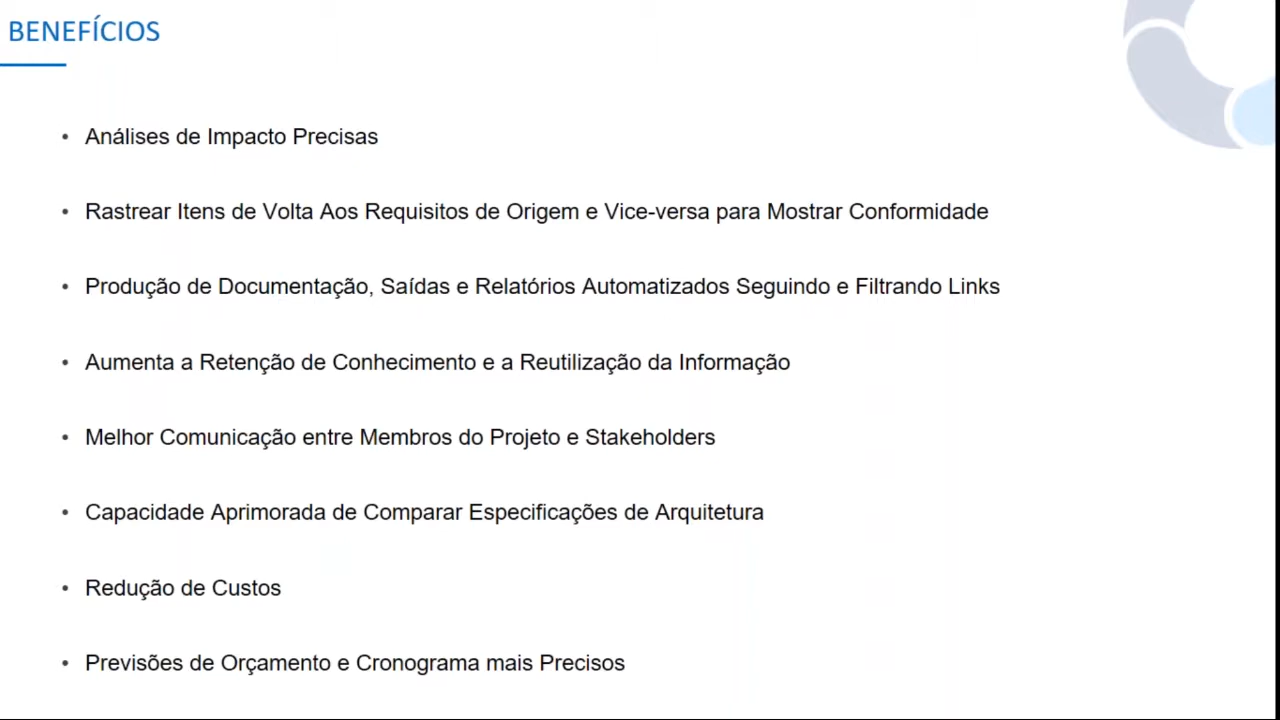 BENEFÍCIOS
• Análises de Impacto Precisas
• Rastrear Itens de Volta Aos Requisitos de Origem e Vice-versa para Mostrar Conformidade
• Produção de Documentação, Saídas e Relatórios Automatizados Seguindo e Filtrando Links
• Aumenta a Retenção de Conhecimento e a Reutilização da Informação
• Melhor Comunicação entre Membros do Projeto e Stakeholders
• Capacidade Aprimorada de Comparar Especificações de Arquitetura
• Redução de Custos
• Previsões de Orçamento e Cronograma mais Precisos